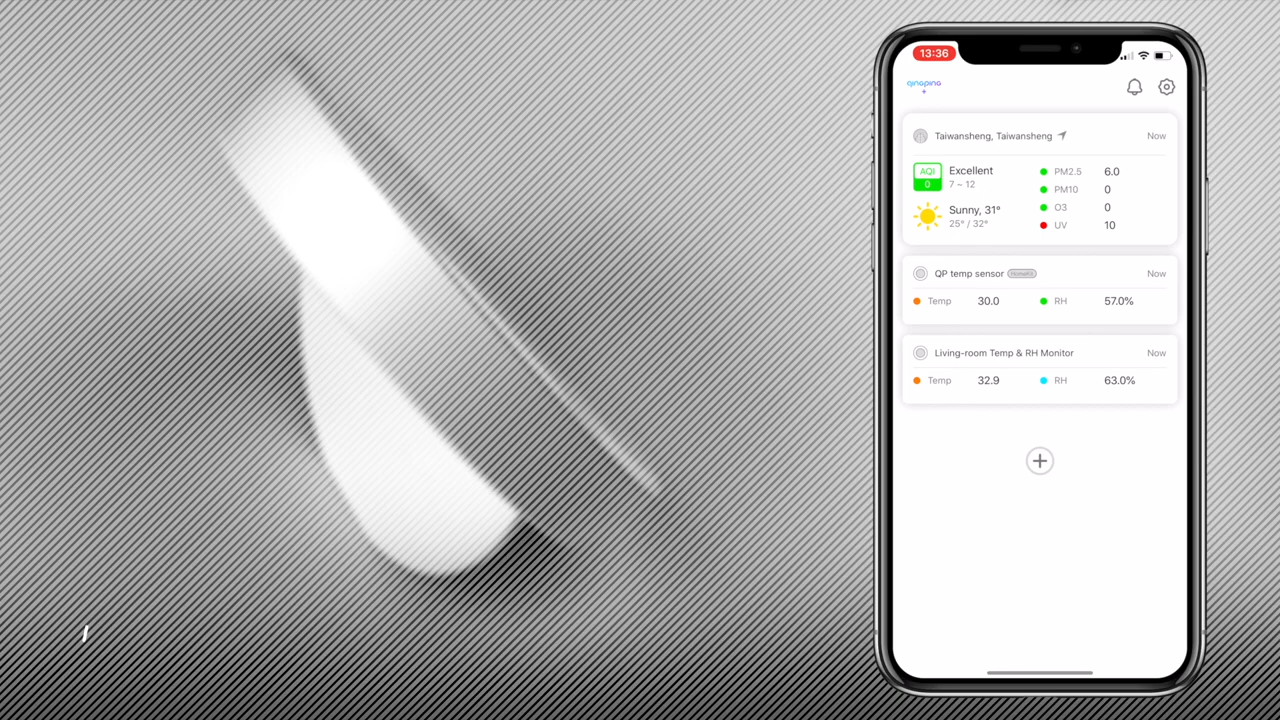 13:36
qingping
Taiwansheng, Taiwansheng Now
AQI Excellent PM2.5 6.0
0 7 ~ 12 PM10 0
Sunny, 31° O3 0
25° / 32° UV 10
QP temp sensor HomeKit Now
Temp 30.0 RH 57.0%
Living-room Temp & RH Monitor Now
Temp 32.9 RH 63.0%